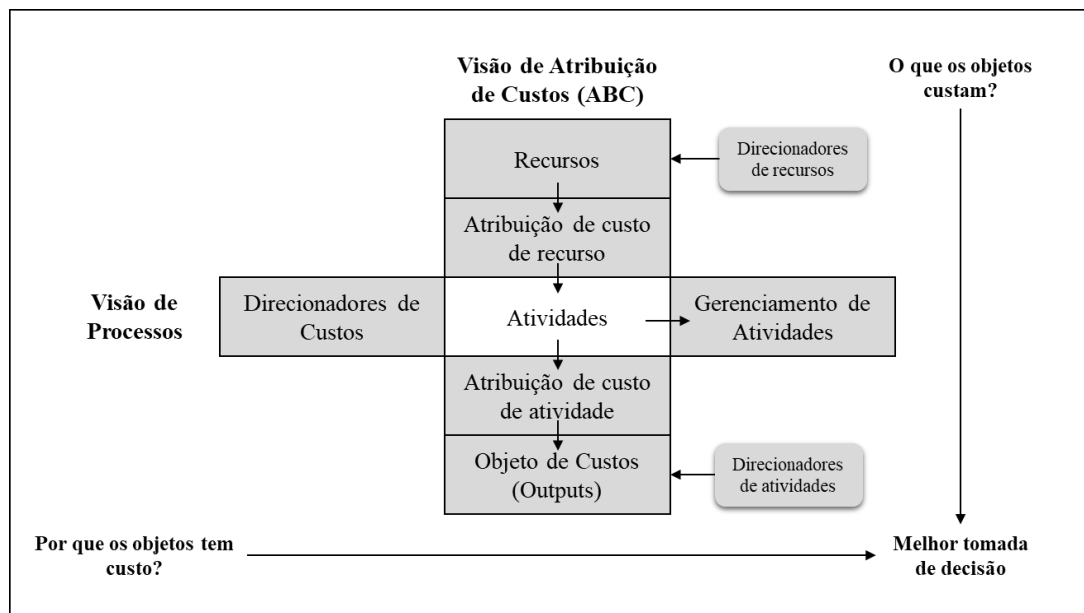 Visão de Atribuição
de Custos (ABC)
O que os objetos
custam?
Recursos
Direcionadores
de recursos
Atribuição de custo
de recurso
Visão de
Processos
Direcionadores de
Custos
Atividades
Gerenciamento de
Atividades
Atribuição de custo
de atividade
Objeto de Custos
(Outputs)
Direcionadores
de atividades
Por que os objetos tem
custo?
Melhor tomada
de decisão